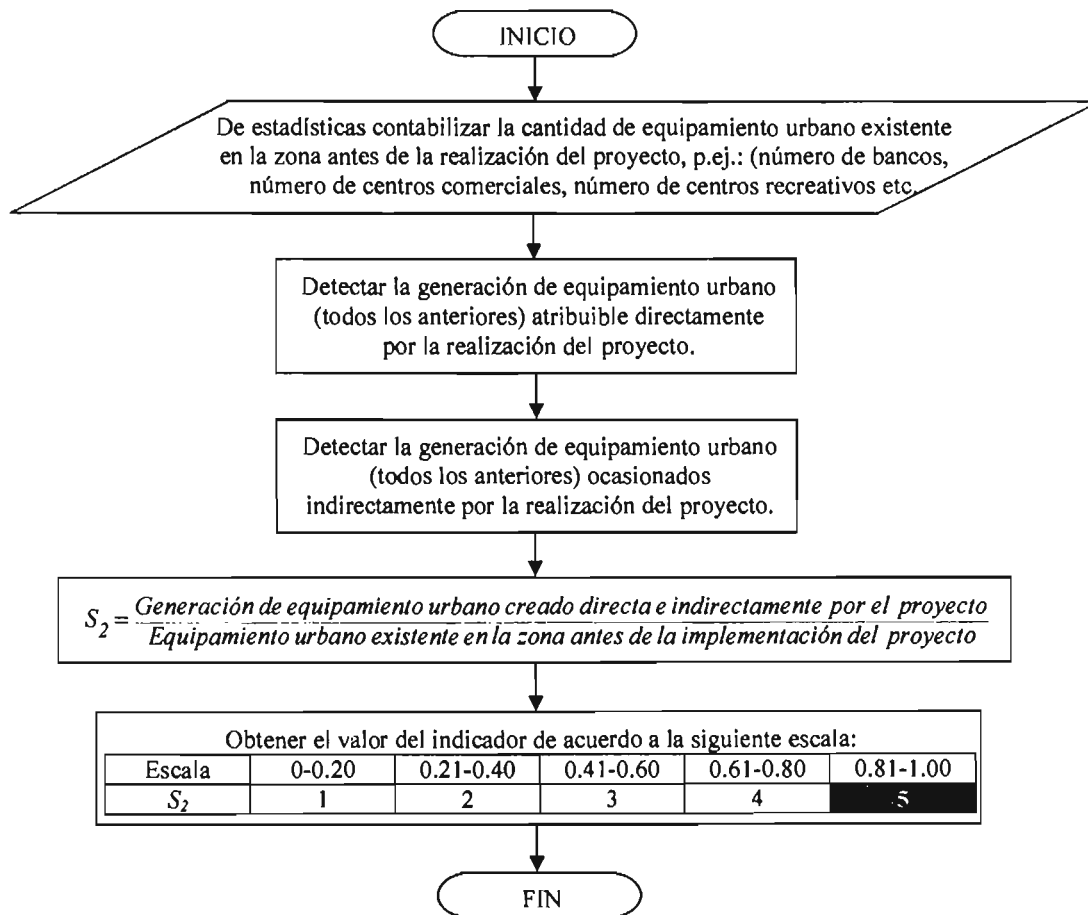 INICIO
De estadísticas contabilizar la cantidad de equipamiento urbano existente
en la zona antes de la realización del proyecto, p.ej.: (número de bancos,
número de centros comerciales, número de centros recreativos etc.
Detectar la generación de equipamiento urbano
(todos los anteriores) atribuible directamente
por la realización del proyecto.
Detectar la generación de equipamiento urbano
(todos los anteriores) ocasionados
indirectamente por la realización del proyecto.
S2 = Generación de equipamiento urbano creado directa e indirectamente por el proyecto
Equipamiento urbano existente en la zona antes de la implementación del proyecto
Obtener el valor del indicador de acuerdo a la siguiente escala:
Escala 0-0.20 0.21-0.40 0.41-0.60 0.61-0.80 0.81-1.00
S2 1 2 3 4 5
FIN